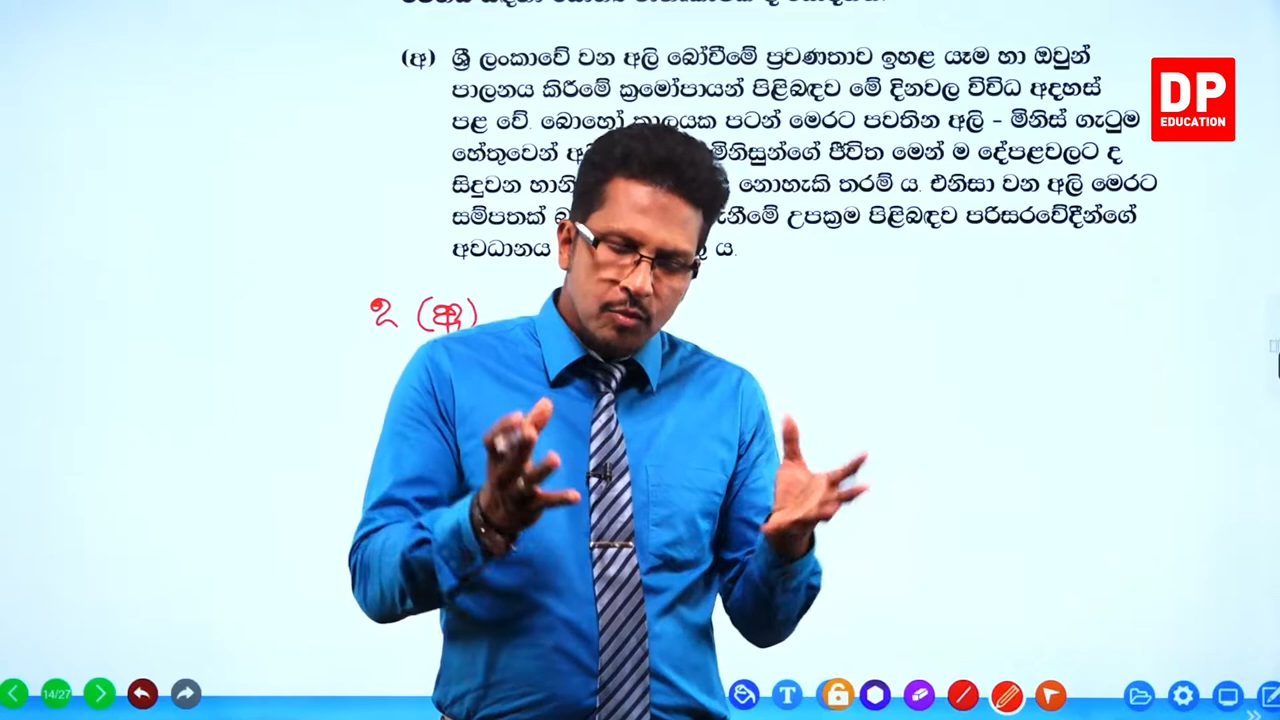 (අ) ශ්‍රී ලංකාවේ වන අලි බෝවීමේ ප්‍රවණතාව ඉහළ යෑම හා ඔවුන්
පාලනය කිරීමේ ක්‍රමෝපායන් පිළිබඳව මේ දිනවල විවිධ අදහස්
පළ වේ. බොහෝ කාලයක පටන් මෙරට පවතින අලි – මිනිස් ගැටුම
හේතුවෙන් මිනිසුන්ගේ ජීවිත මෙන් ම දේපළවලට ද
සිදුවන නොහැකි තරම් ය. එනිසා වන අලි මෙරට
සම්පතක් උපක්‍රම පිළිබඳව පරිසරවේදීන්ගේ
අවධානය ය.
2 (ආ)
DP
EDUCATION
14/27
T